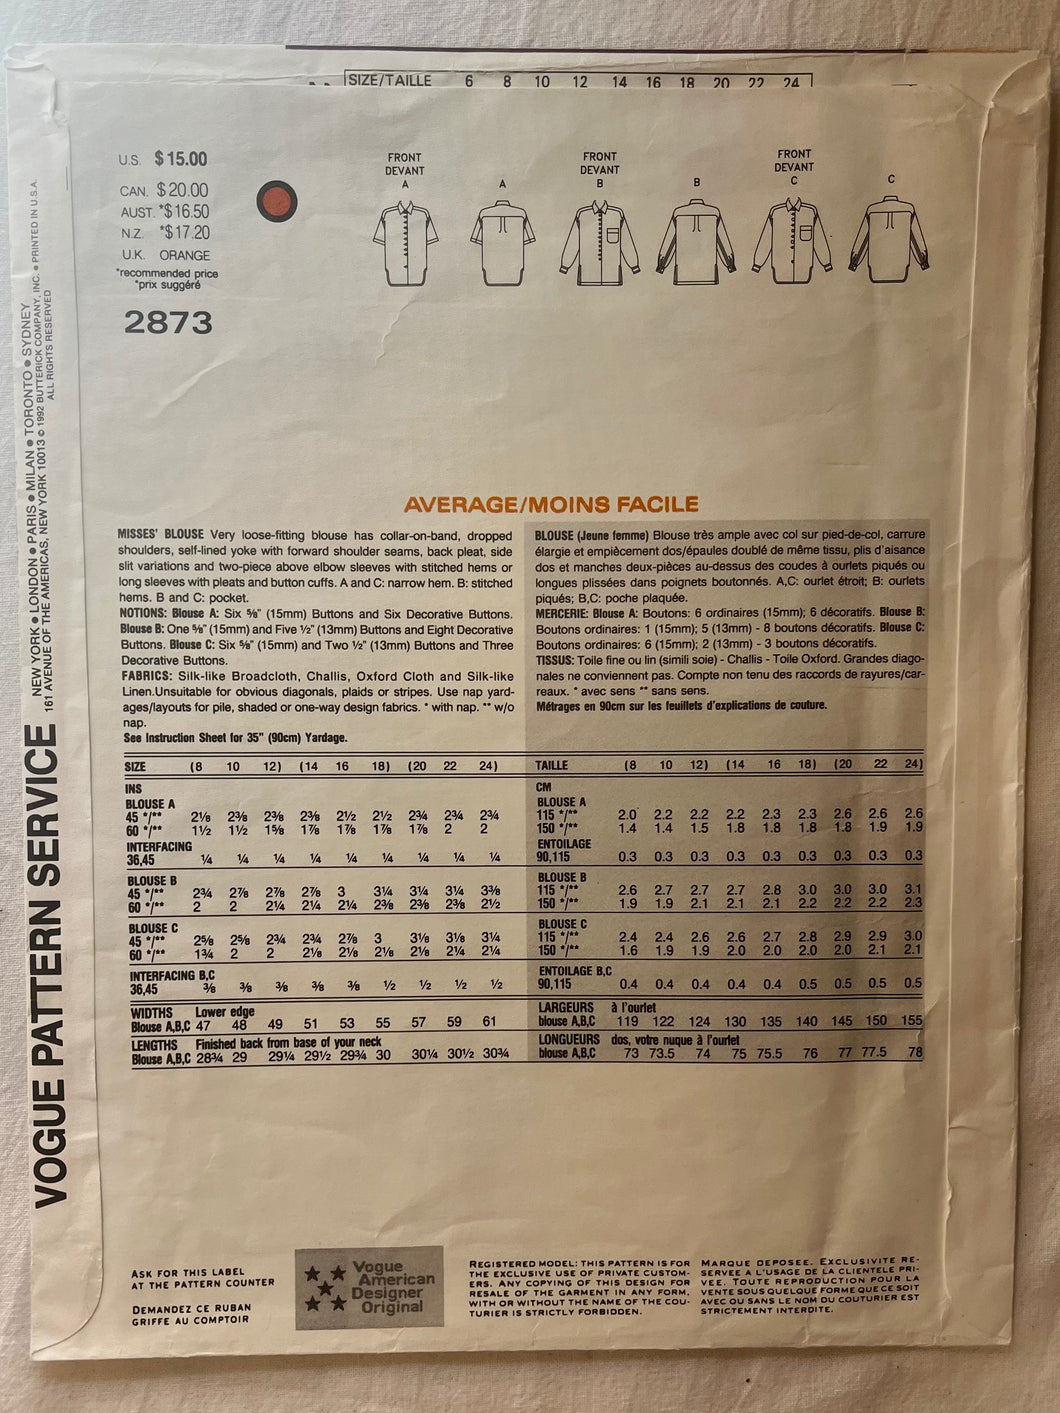 SIZE/TAILLE 6 8 10 12 14 16 18 20 22 24
U.S. $15.00
CAN. $20.00
AUST. *$16.50
N.Z. *$17.20
U.K. ORANGE
*recommended price
*prix suggéré
2873
FRONT
DEVANT
A
A
FRONT
DEVANT
B
B
FRONT
DEVANT
C
C
VOGUE PATTERN SERVICE
NEW YORK ● LONDON ● PARIS ● MILAN ● TORONTO ● SYDNEY
161 AVENUE OF THE AMERICAS, NEW YORK 10013 © 1992 BUTTERICK COMPANY, INC. ● PRINTED IN U.S.A.
ALL RIGHTS RESERVED
AVERAGE/MOINS FACILE
MISSES' BLOUSE Very loose-fitting blouse has collar-on-band, dropped
shoulders, self-lined yoke with forward shoulder seams, back pleat, side
slit variations and two-piece above elbow sleeves with stitched hems or
long sleeves with pleats and button cuffs. A and C: narrow hem. B: stitched
hems. B and C: pocket.
NOTIONS: Blouse A: Six ⅝" (15mm) Buttons and Six Decorative Buttons.
Blouse B: One ⅝" (15mm) and Five ½" (13mm) Buttons and Eight Decorative
Buttons. Blouse C: Six ⅝" (15mm) and Two ½" (13mm) Buttons and Three
Decorative Buttons.
FABRICS: Silk-like Broadcloth, Challis, Oxford Cloth and Silk-like
Linen.Unsuitable for obvious diagonals, plaids or stripes. Use nap yard-
ages/layouts for pile, shaded or one-way design fabrics. * with nap. ** w/o
nap.
See Instruction Sheet for 35" (90cm) Yardage.
BLOUSE (Jeune femme) Blouse très ample avec col sur pied-de-col, carrure
élargie et empiècement dos/épaules doublé de même tissu, plis d'aisance
dos et manches deux-pièces au-dessus des coudes à ourlets piqués ou
longues plissées dans poignets boutonnés. A,C: ourlet étroit; B: ourlets
piqués; B,C: poche plaquée.
MERCERIE: Blouse A: Boutons: 6 ordinaires (15mm); 6 décoratifs. Blouse B:
Boutons ordinaires: 1 (15mm); 5 (13mm) - 8 boutons décoratifs. Blouse C:
Boutons ordinaires: 6 (15mm); 2 (13mm) - 3 boutons décoratifs.
TISSUS: Toile fine ou lin (simili soie) - Challis - Toile Oxford. Grandes diago-
nales ne conviennent pas. Compte non tenu des raccords de rayures/car-
reaux. * avec sens ** sans sens.
Métrages en 90cm sur les feuillets d'explications de couture.
SIZE (8 10 12) (14 16 18) (20 22 24)
INS
BLOUSE A
45 */** 2⅛ 2⅜ 2⅜ 2⅜ 2½ 2½ 2¾ 2¾ 2¾
60 */** 1½ 1½ 1⅝ 1⅞ 1⅞ 1⅞ 1⅞ 2 2
INTERFACING
36,45 ¼ ¼ ¼ ¼ ¼ ¼ ¼ ¼ ¼
BLOUSE B
45 */** 2¾ 2⅞ 2⅞ 2⅞ 3 3¼ 3¼ 3¼ 3⅜
60 */** 2 2 2¼ 2¼ 2¼ 2⅜ 2⅜ 2⅜ 2½
BLOUSE C
45 */** 2⅝ 2⅝ 2¾ 2¾ 2⅞ 3 3⅛ 3⅛ 3¼
60 */** 1¾ 2 2 2⅛ 2⅛ 2⅛ 2⅛ 2¼ 2¼
INTERFACING B,C
36,45 ⅜ ⅜ ⅜ ⅜ ⅜ ½ ½ ½ ½
WIDTHS Lower edge
Blouse A,B,C 47 48 49 51 53 55 57 59 61
LENGTHS Finished back from base of your neck
Blouse A,B,C 28¾ 29 29¼ 29½ 29¾ 30 30¼ 30½ 30¾
TAILLE (8 10 12) (14 16 18) (20 22 24)
CM
BLOUSE A
115 */** 2.0 2.2 2.2 2.2 2.3 2.3 2.6 2.6 2.6
150 */** 1.4 1.4 1.5 1.8 1.8 1.8 1.8 1.9 1.9
ENTOILAGE
90,115 0.3 0.3 0.3 0.3 0.3 0.3 0.3 0.3 0.3
BLOUSE B
115 */** 2.6 2.7 2.7 2.7 2.8 3.0 3.0 3.0 3.1
150 */** 1.9 1.9 2.1 2.1 2.1 2.2 2.2 2.2 2.3
BLOUSE C
115 */** 2.4 2.4 2.6 2.6 2.7 2.8 2.9 2.9 3.0
150 */** 1.6 1.9 1.9 2.0 2.0 2.0 2.0 2.1 2.1
ENTOILAGE B,C
90,115 0.4 0.4 0.4 0.4 0.4 0.5 0.5 0.5 0.5
LARGEURS à l'ourlet
blouse A,B,C 119 122 124 130 135 140 145 150 155
LONGUEURS dos, votre nuque à l'ourlet
blouse A,B,C 73 73.5 74 75 75.5 76 77 77.5 78
ASK FOR THIS LABEL
AT THE PATTERN COUNTER
DEMANDEZ CE RUBAN
GRIFFE AU COMPTOIR
Vogue
American
Designer
Original
REGISTERED MODEL: THIS PATTERN IS FOR
THE EXCLUSIVE USE OF PRIVATE CUSTOM-
ERS. ANY COPYING OF THIS DESIGN FOR
RESALE OF THE GARMENT IN ANY FORM,
WITH OR WITHOUT THE NAME OF THE COU-
TURIER IS STRICTLY FORBIDDEN.
MARQUE DEPOSEE. EXCLUSIVITE RE-
SERVEE A L'USAGE DE LA CLIENTELE PRI-
VEE. TOUTE REPRODUCTION POUR LA
VENTE SOUS QUELQUE FORME QUE CE SOIT
AVEC OU SANS LE NOM DU COUTURIER EST
STRICTEMENT INTERDITE.